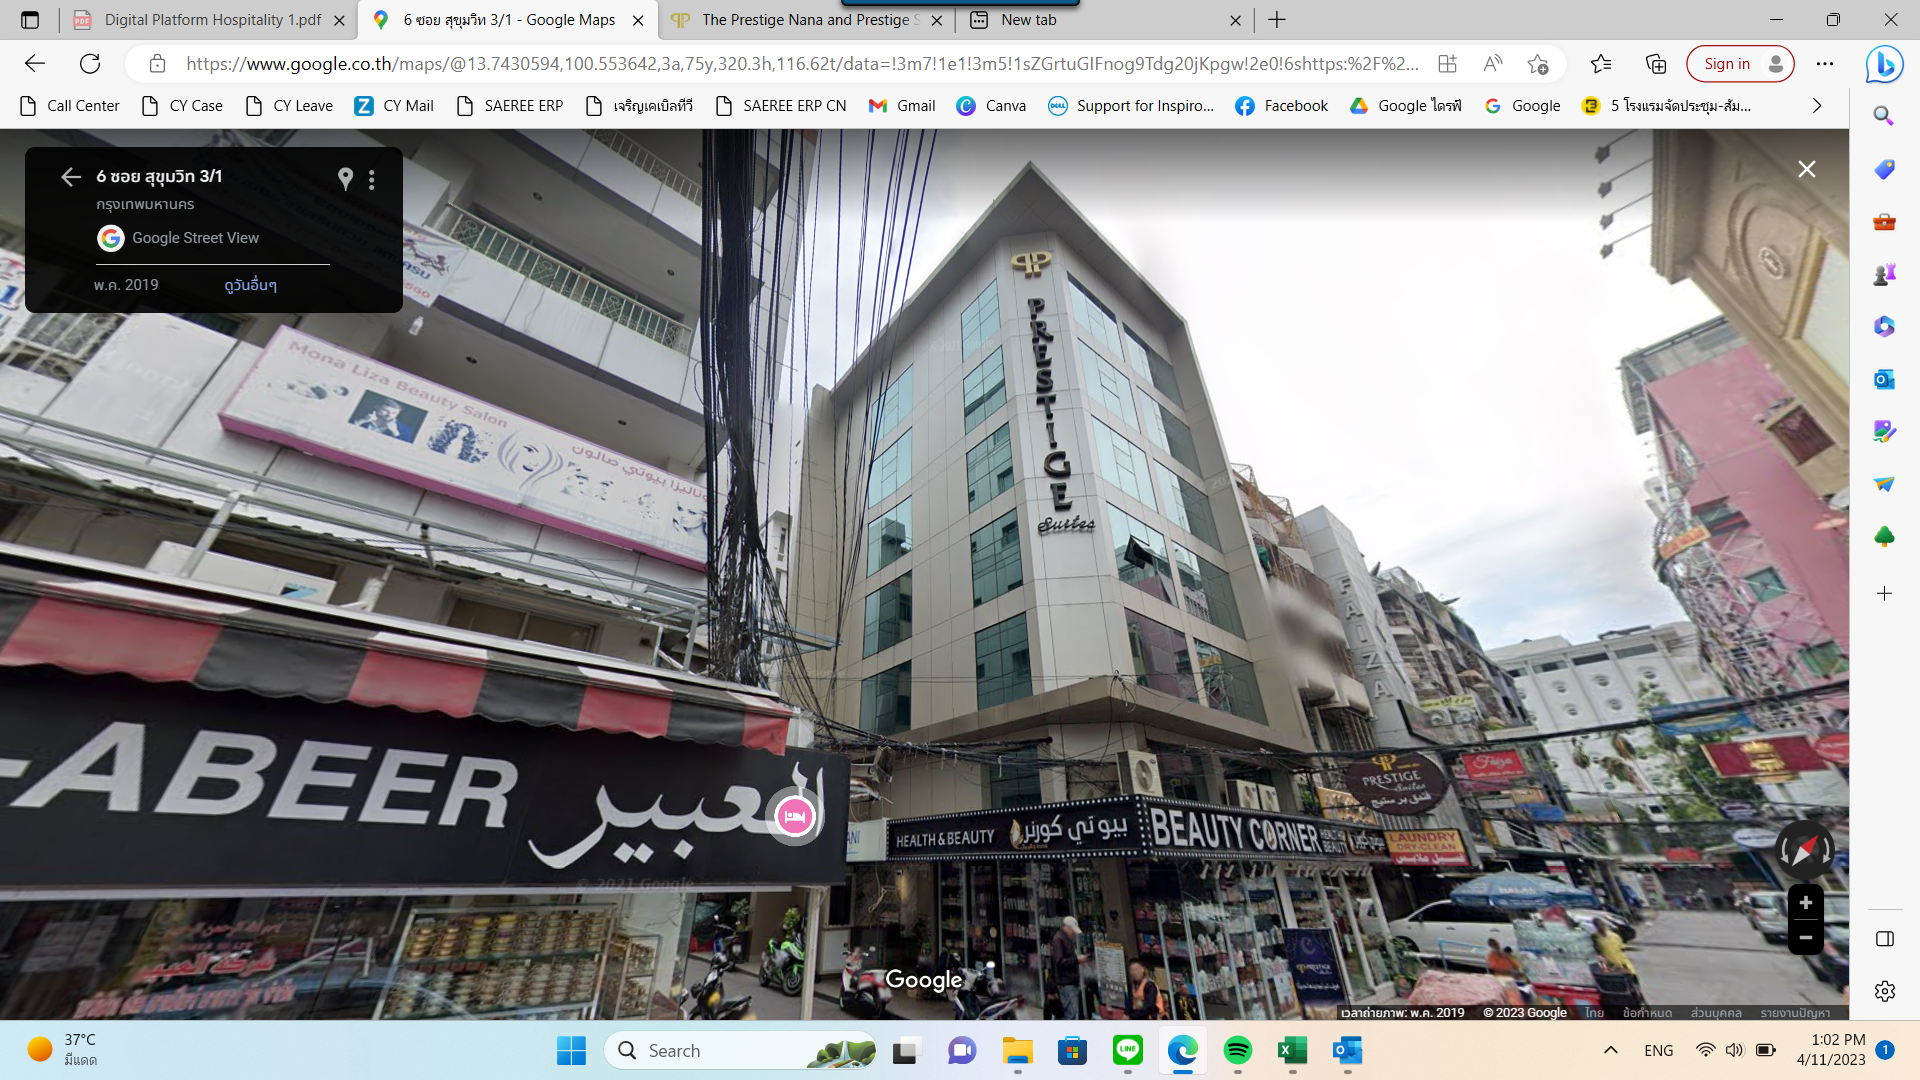 Digital Platform Hospitality 1.pdf
6 ซอย สุขุมวิท 3/1 - Google Maps
The Prestige Nana and Prestige S
New tab
https://www.google.co.th/maps/@13.7430594,100.553642,3a,75y,320.3h,116.62t/data=!3m7!1e1!3m5!1sZGrtuGIFnog9Tdg20jKpgw!2e0!6shttps:%2F%2...
Sign in
Call Center
CY Case
CY Leave
CY Mail
SAEREE ERP
เจริญเคเบิลทีวี
SAEREE ERP CN
Gmail
Canva
Support for Inspiro...
Facebook
Google ไดรฟ์
Google
5 โรงแรมจัดประชุม-สัม...
6 ซอย สุขุมวิท 3/1
กรุงเทพมหานคร
Google Street View
พ.ค. 2019
ดูวันอื่นๆ
Mona Liza Beauty Salon
موناليزا بيوتي صالون
PRESTIGE
Suites
FAIZA
-ABEER
العبير
HEALTH & BEAUTY
بيوتي كورنر
BEAUTY CORNER
PRESTIGE
Suites
LAUNDRY
DRY-CLEAN
© 2021 Google
Google
เวลาถ่ายภาพ: พ.ค. 2019
© 2023 Google
ไทย
ข้อกำหนด
ส่วนบุคคล
รายงานปัญหา
37°C
มีแดด
Search
ENG
1:02 PM
4/11/2023
1